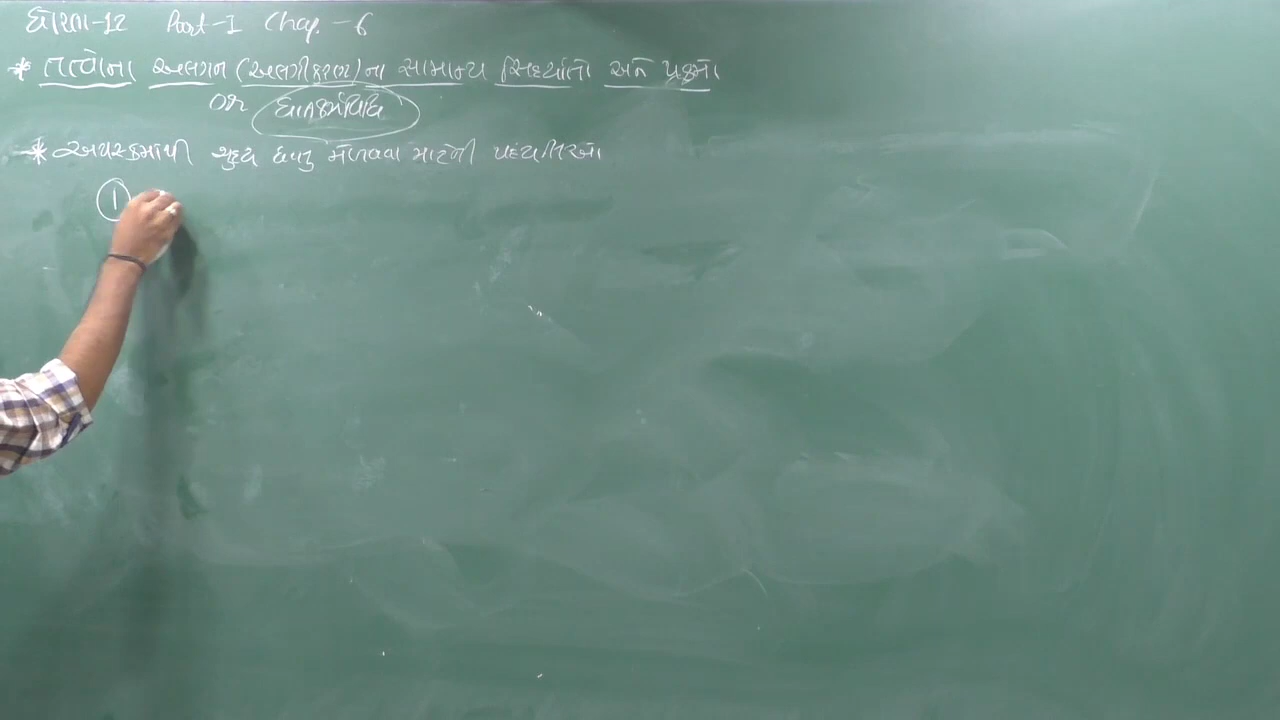 ધોરણ-12 Part-I Chap.-6
* તત્વોના અલગન (અલગીકરણ)ના સામાન્ય સિદ્ધાંતો અને પ્રક્રમો
OR ધાતુકર્મવિધિ
* અયસ્કમાંથી શુદ્ધ ધાતુ મેળવવા માટેની પદ્ધતિઓ
1